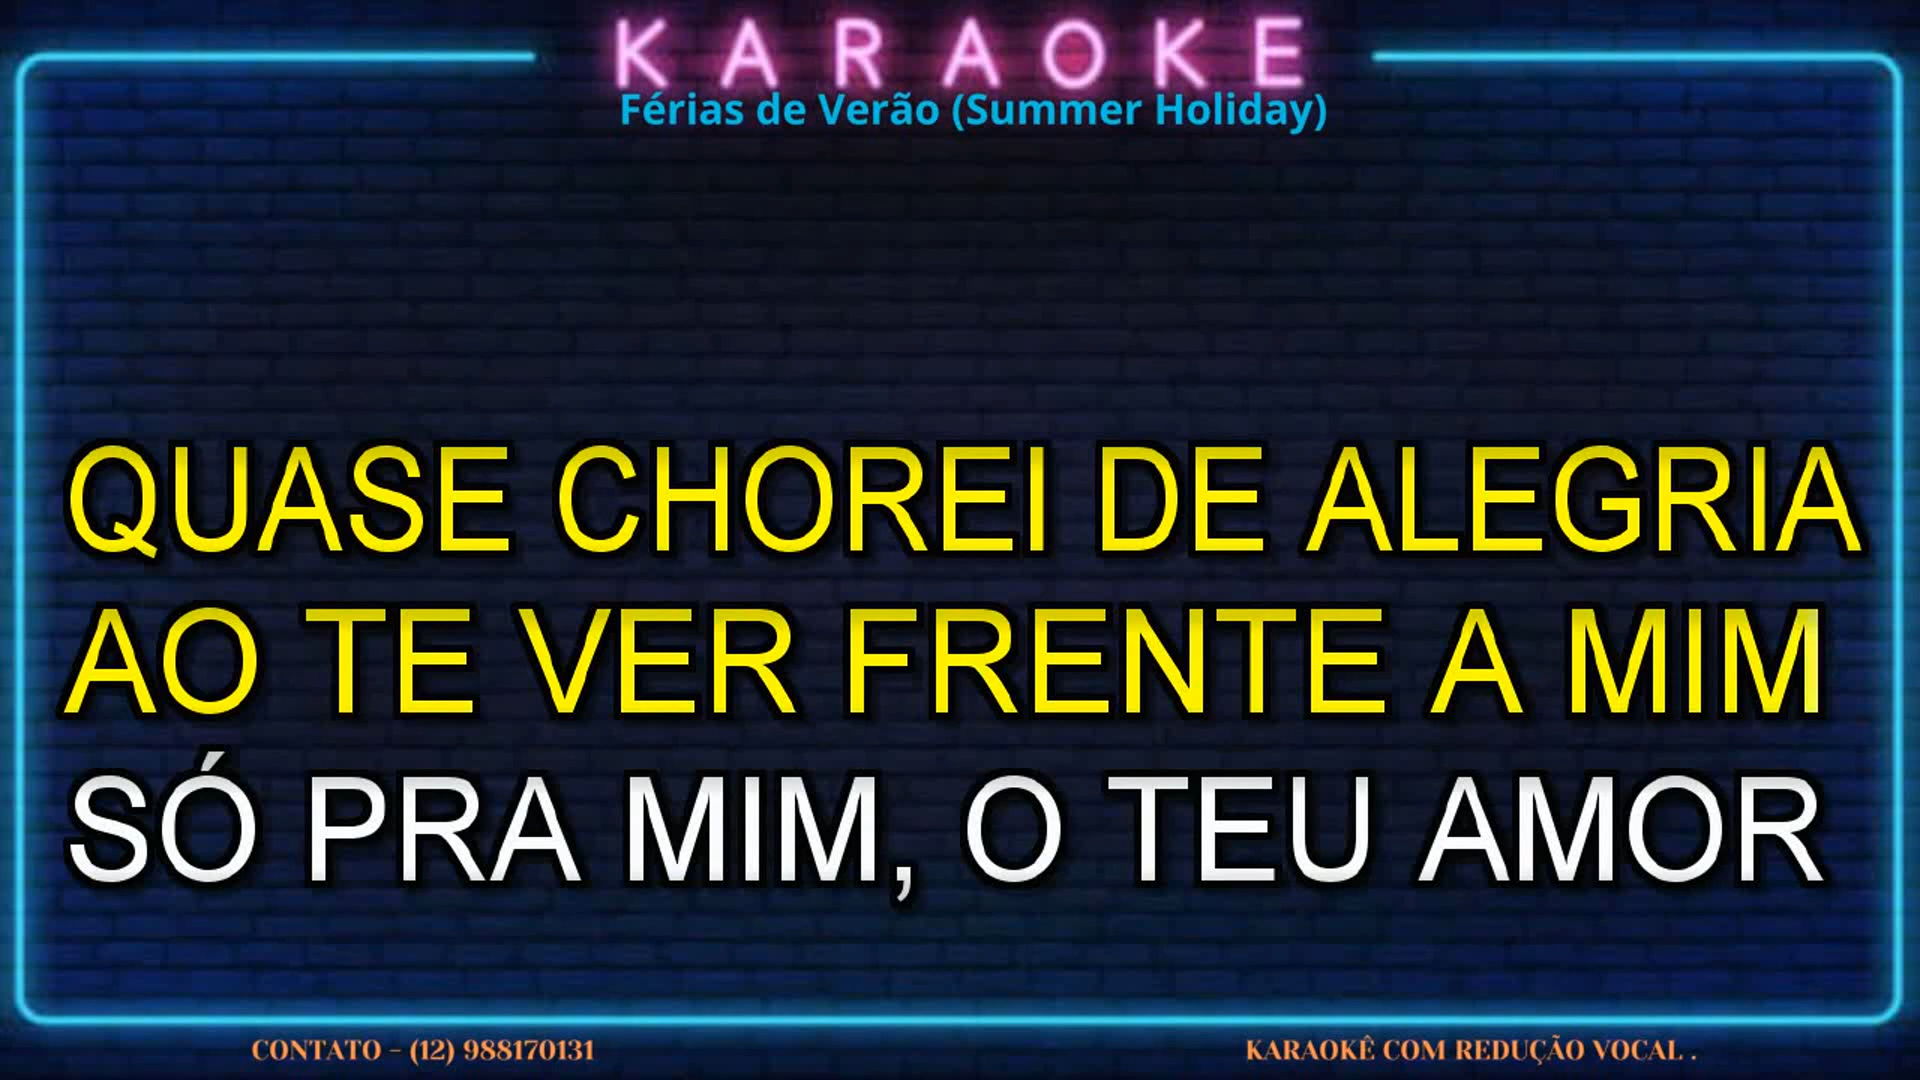 KARAOKE
Férias de Verão (Summer Holiday)
QUASE CHOREI DE ALEGRIA
AO TE VER FRENTE A MIM
SÓ PRA MIM, O TEU AMOR
CONTATO - (12) 988170131
KARAOKÊ COM REDUÇÃO VOCAL .